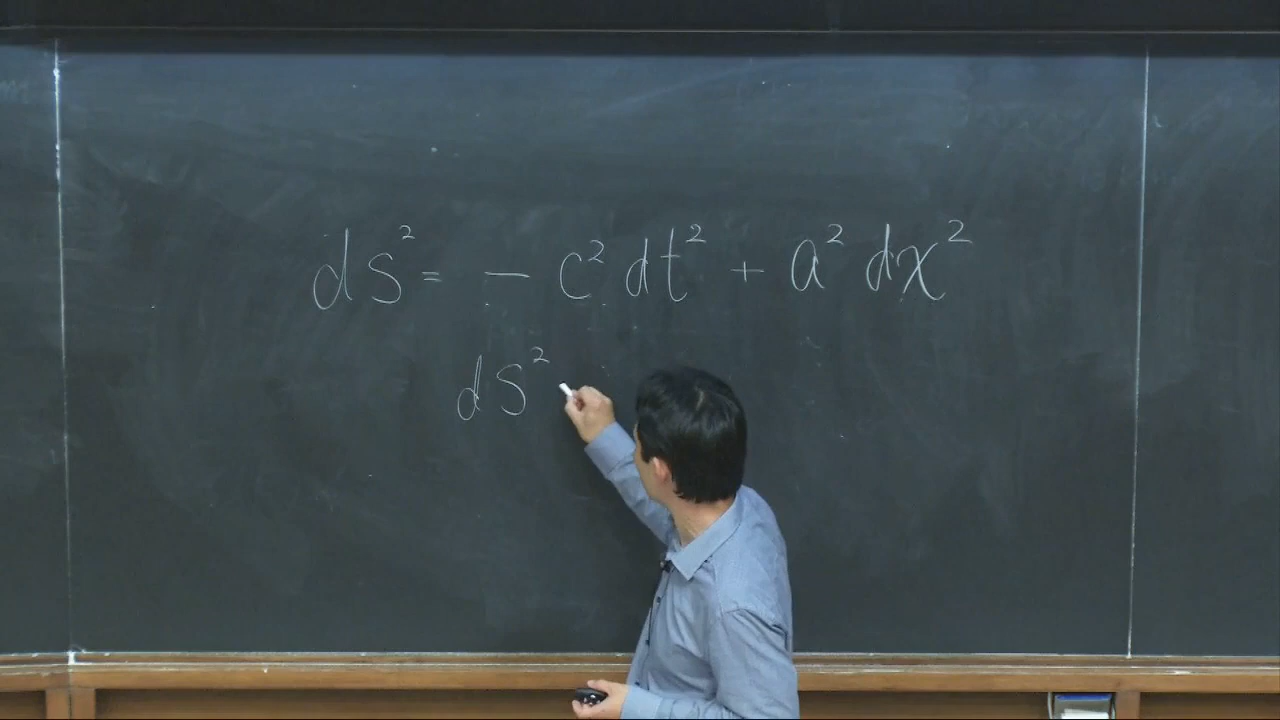 ds² = − c² dt² + a² dx²
ds²